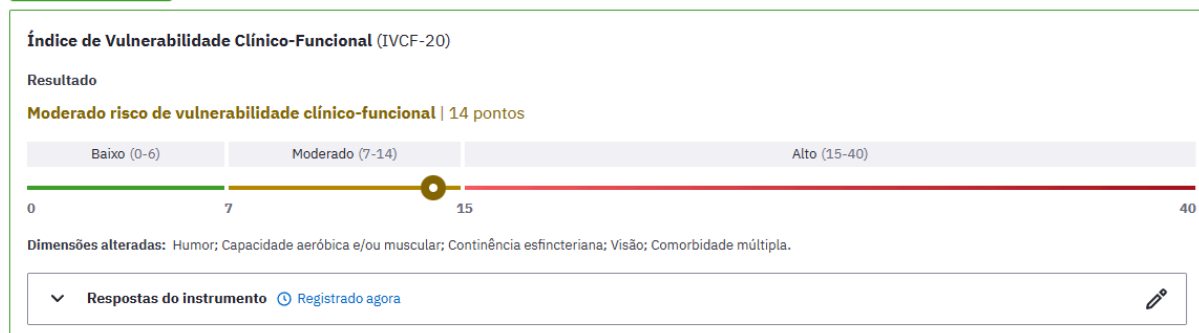 Índice de Vulnerabilidade Clínico-Funcional (IVCF-20)
Resultado
Moderado risco de vulnerabilidade clínico-funcional | 14 pontos
Baixo (0-6) Moderado (7-14) Alto (15-40)
0 7 15 40
Dimensões alteradas: Humor; Capacidade aeróbica e/ou muscular; Continência esfincteriana; Visão; Comorbidade múltipla.
Respostas do instrumento Registrado agora